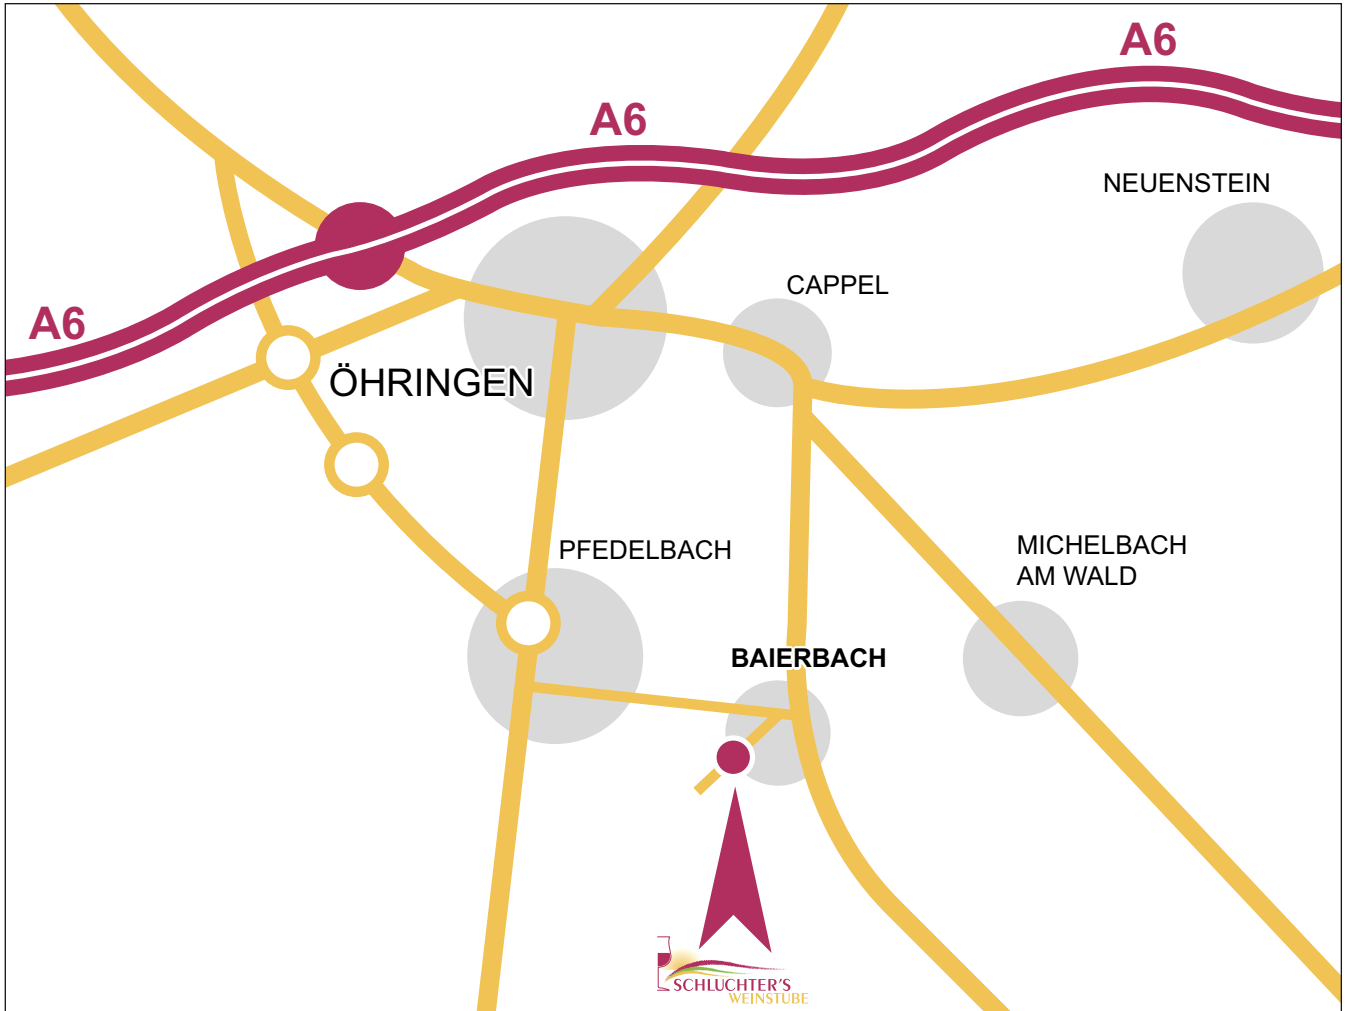 A6
A6
NEUENSTEIN
CAPPEL
A6
ÖHRINGEN
PFEDELBACH
MICHELBACH
AM WALD
BAIERBACH
SCHLUCHTER'S
WEINSTUBE